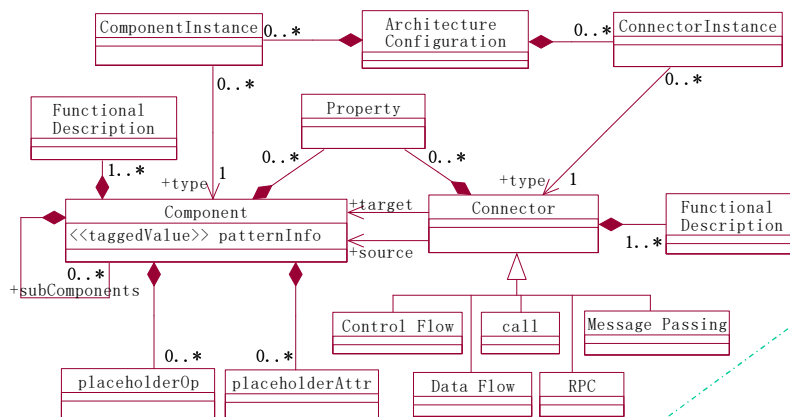 ComponentInstance
Architecture
Configuration
ConnectorInstance
0..*
0..*
0..*
0..*
Functional
Description
Property
1..*
0..*
0..*
+type
1
+type
1
Component
<<taggedValue>> patternInfo
+target
+source
Connector
Functional
Description
1..*
0..*
+subComponents
0..*
0..*
Control Flow
call
Message Passing
placeholderOp
placeholderAttr
Data Flow
RPC